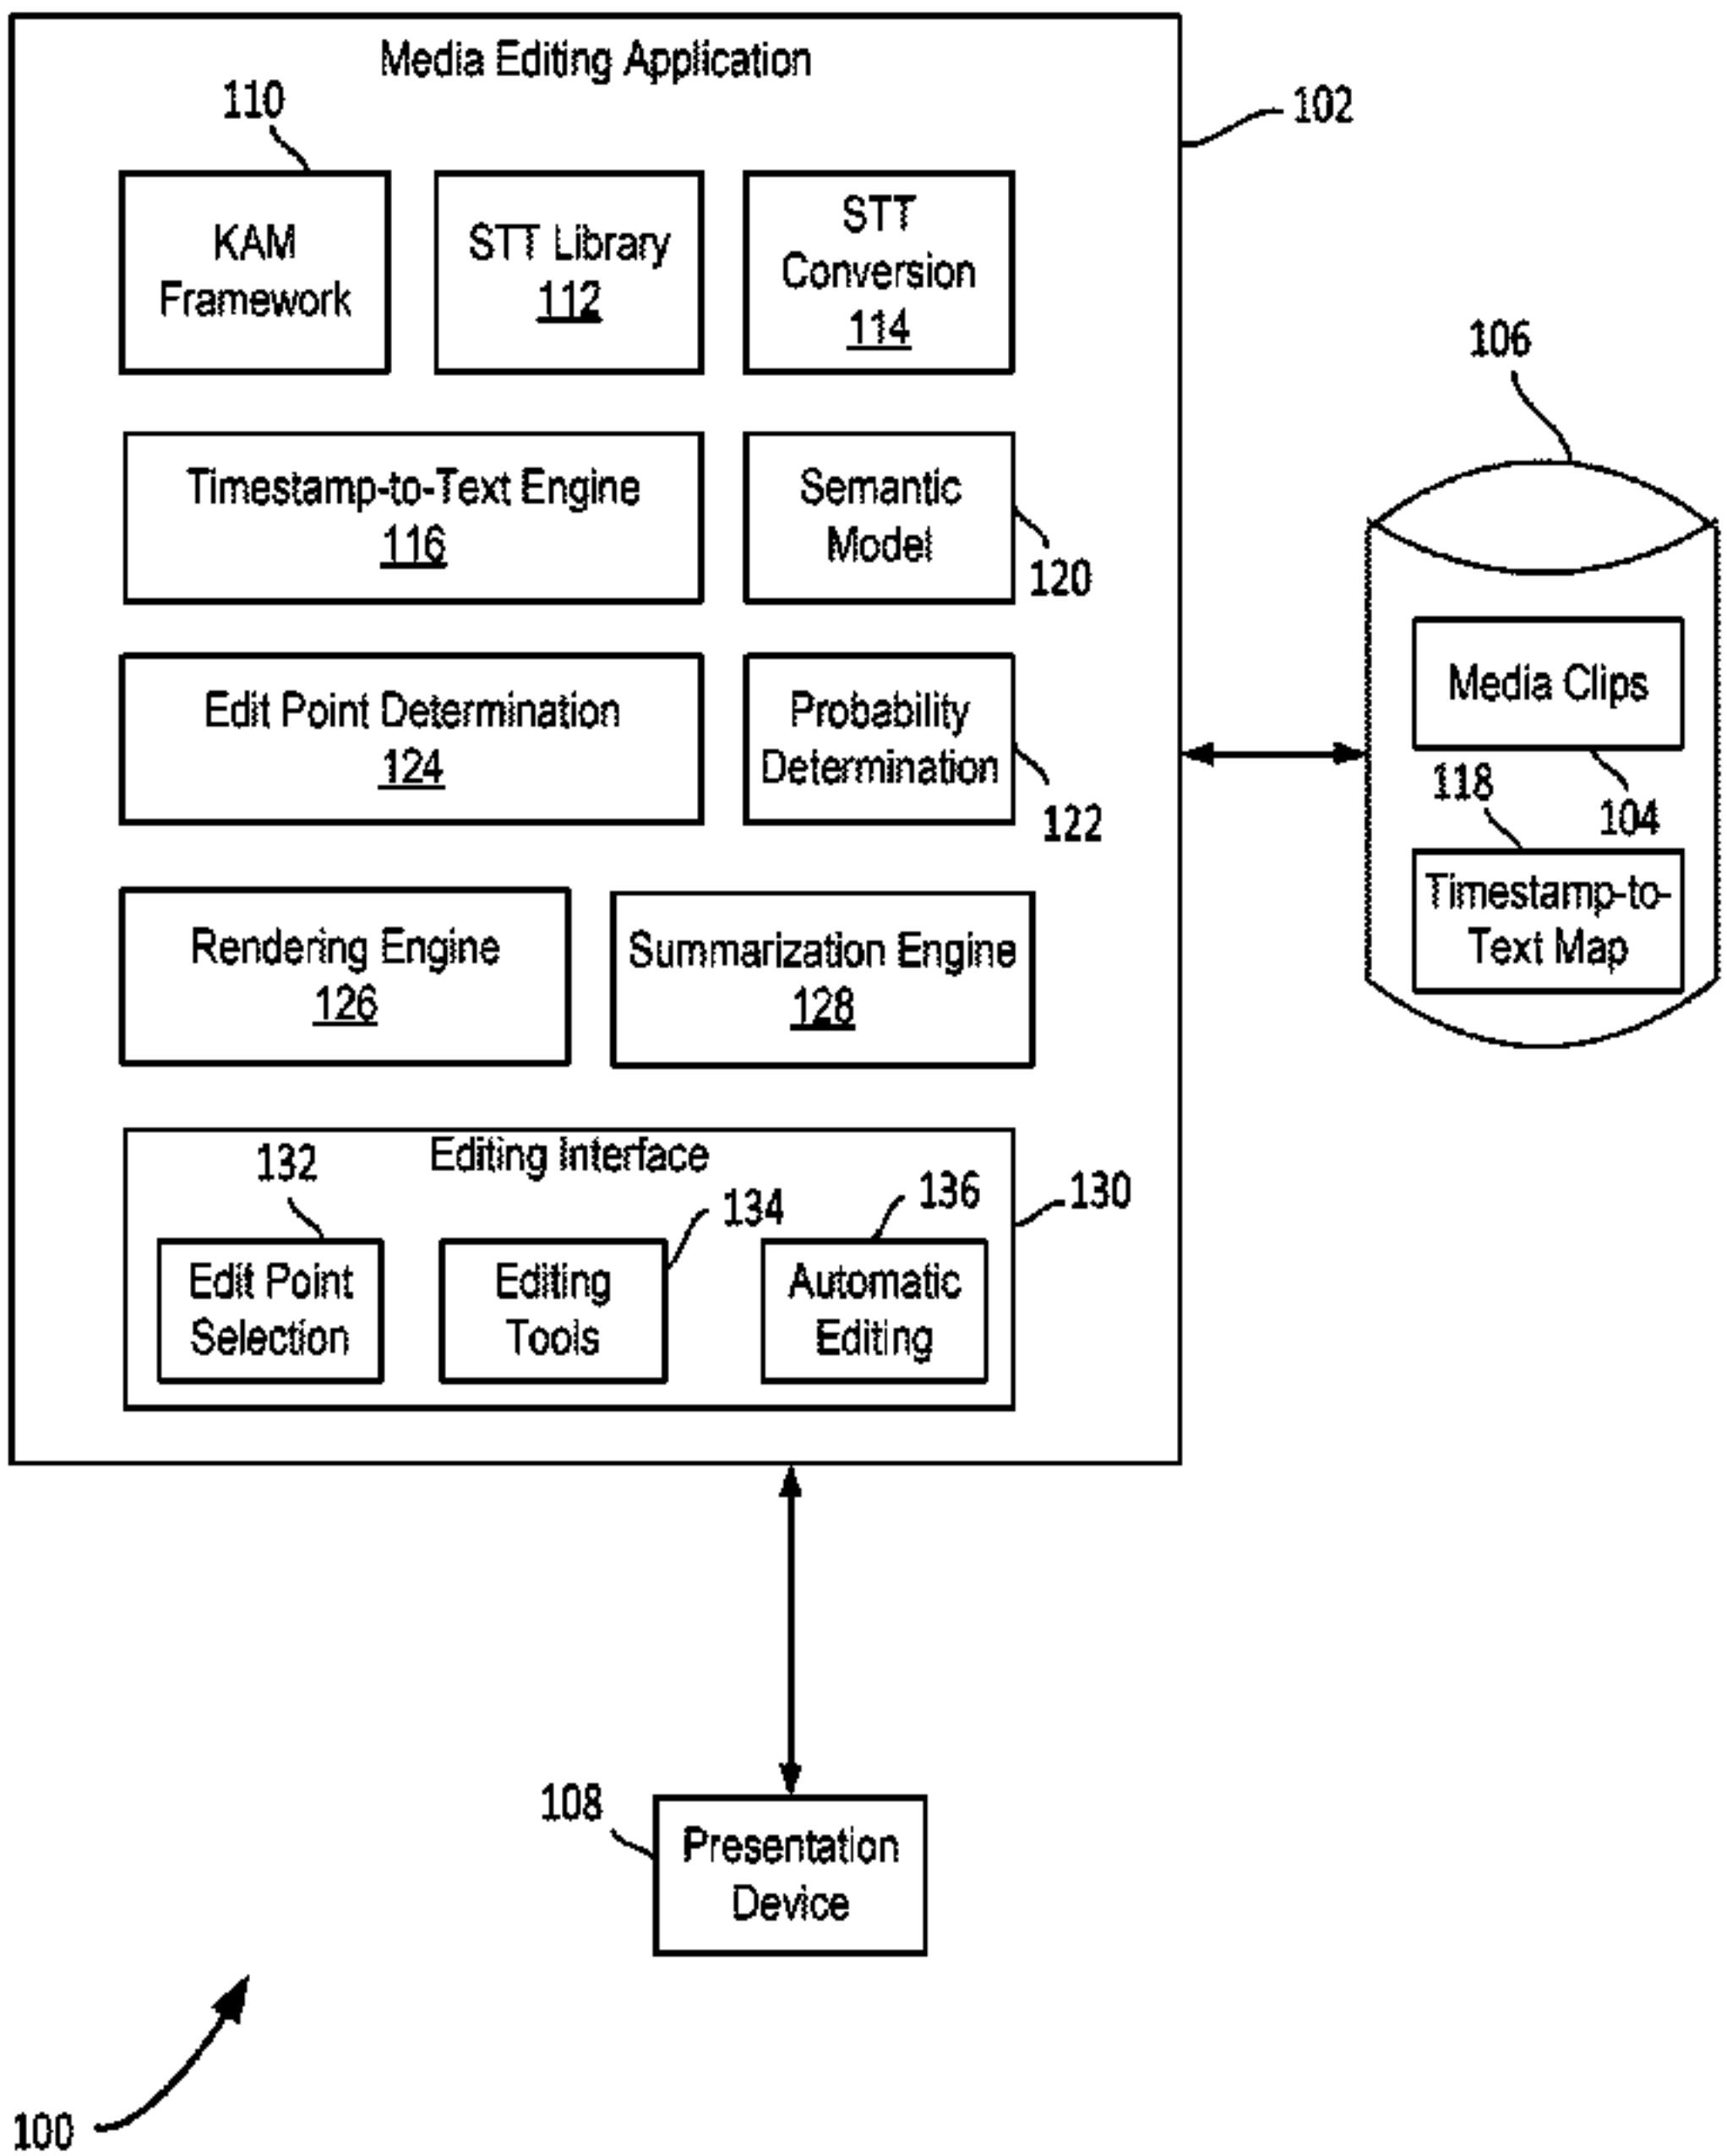 Media Editing Application
110
102
KAM
Framework
STT Library
112
STT
Conversion
114
106
Timestamp-to-Text Engine
116
Semantic
Model
120
Edit Point Determination
124
Probability
Determination
122
Media Clips
104
118
Timestamp-to-
Text Map
Rendering Engine
126
Summarization Engine
128
Editing Interface
130
132
134
136
Edit Point
Selection
Editing
Tools
Automatic
Editing
108
Presentation
Device
100